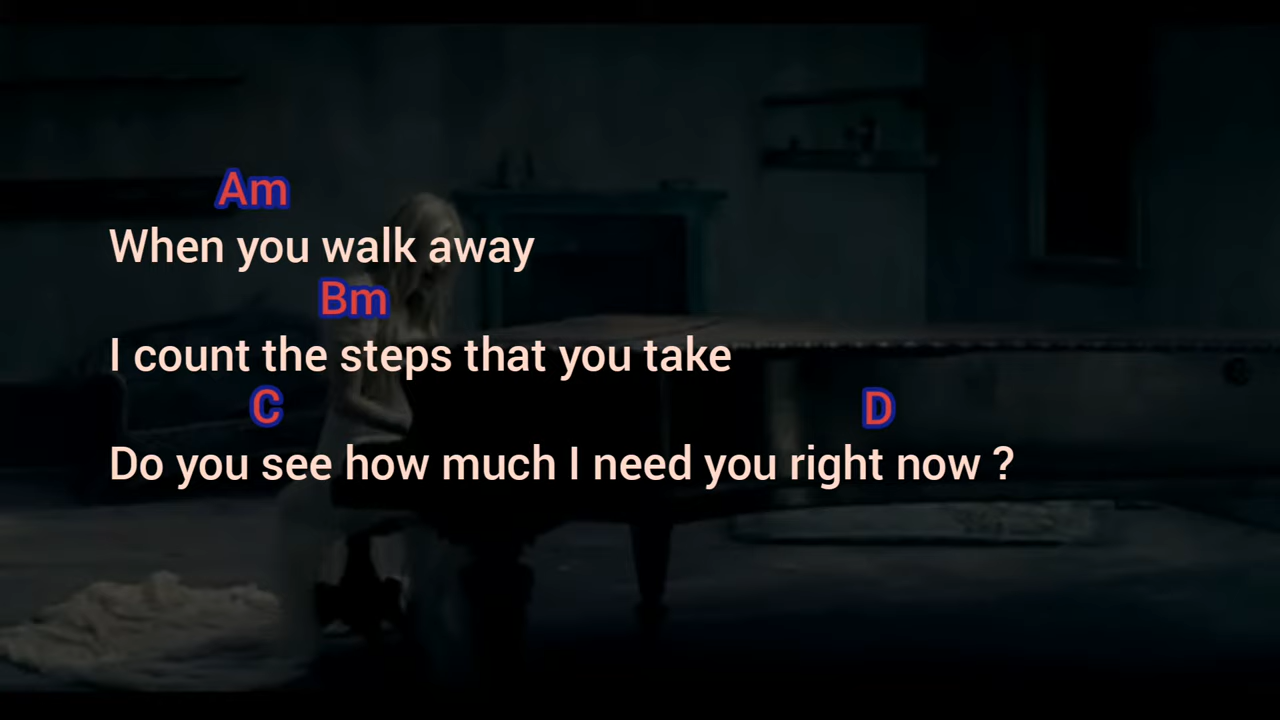 Am
When you walk away
Bm
I count the steps that you take
C D
Do you see how much I need you right now ?